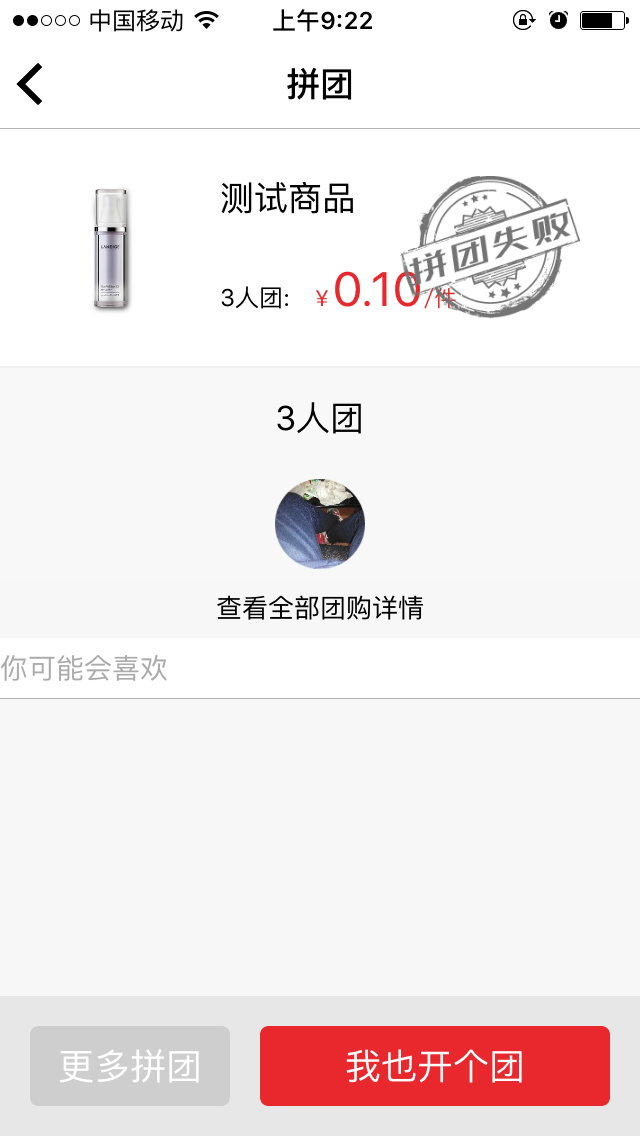 中国移动 上午9:22
拼团
测试商品
拼团失败
LANEIGE
3人团: ¥0.10/件
3人团
查看全部团购详情
你可能会喜欢
更多拼团 我也开个团